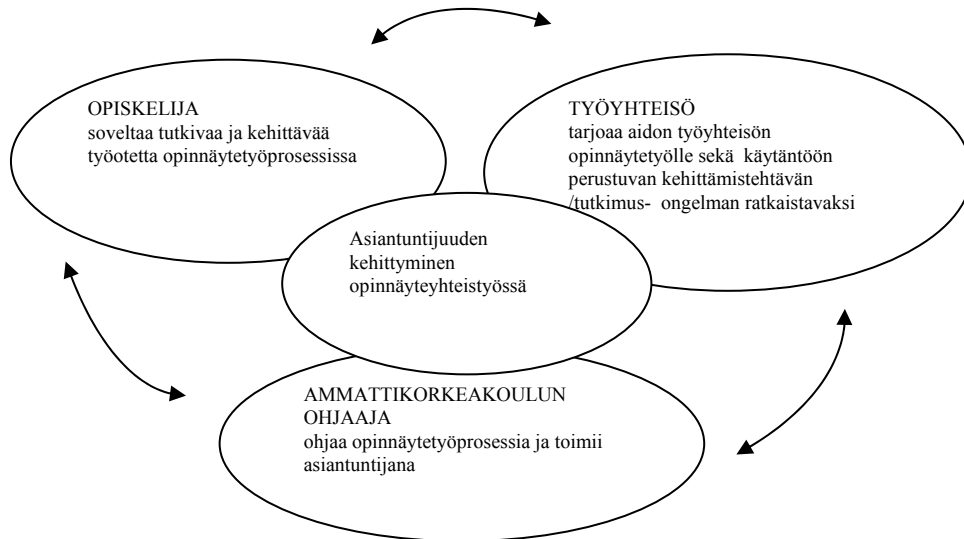 OPISKELIJA
soveltaa tutkivaa ja kehittävää
työotetta opinnäytetyöprosessissa
TYÖYHTEISÖ
tarjoaa aidon työyhteisön
opinnäytetyölle sekä käytäntöön
perustuvan kehittämistehtävän
/tutkimus- ongelman ratkaistavaksi
Asiantuntijuuden
kehittyminen
opinnäyteyhteistyössä
AMMATTIKORKEAKOULUN
OHJAAJA
ohjaa opinnäytetyöprosessia ja toimii
asiantuntijana